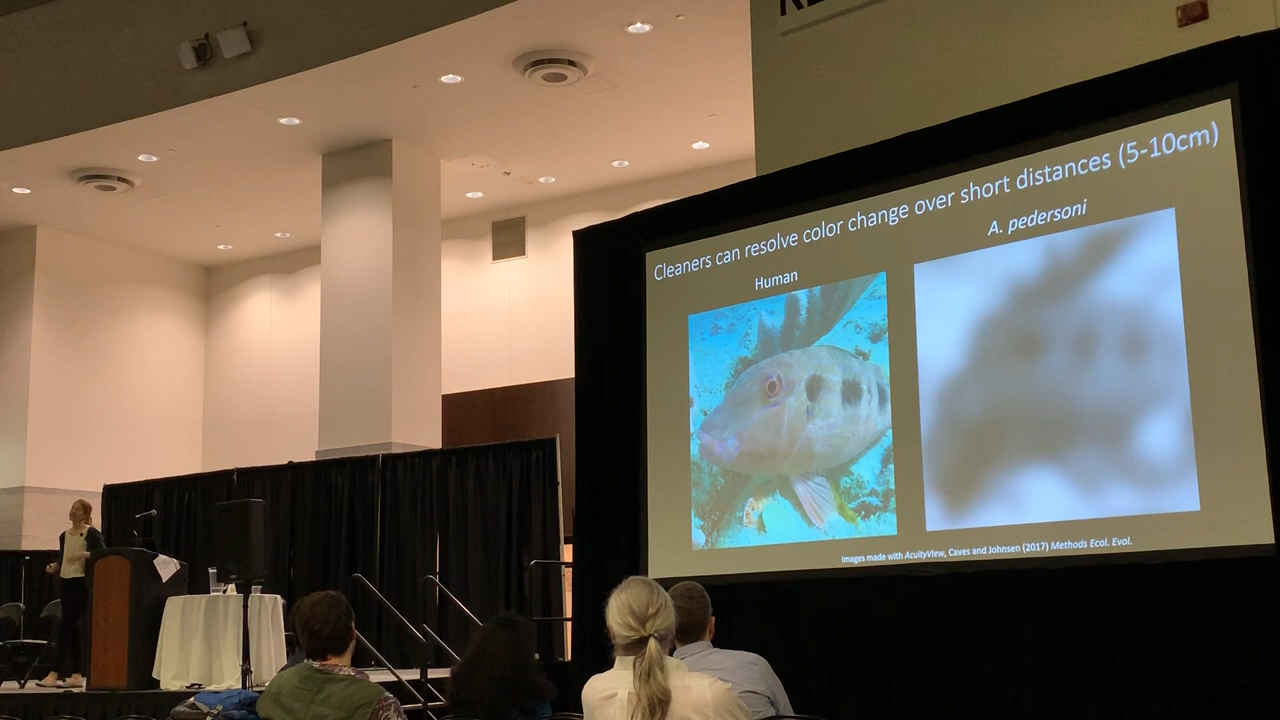 Cleaners can resolve color change over short distances (5-10cm)
Human
A. pedersoni
Images made with AcuityView, Caves and Johnsen (2017) Methods Ecol. Evol.